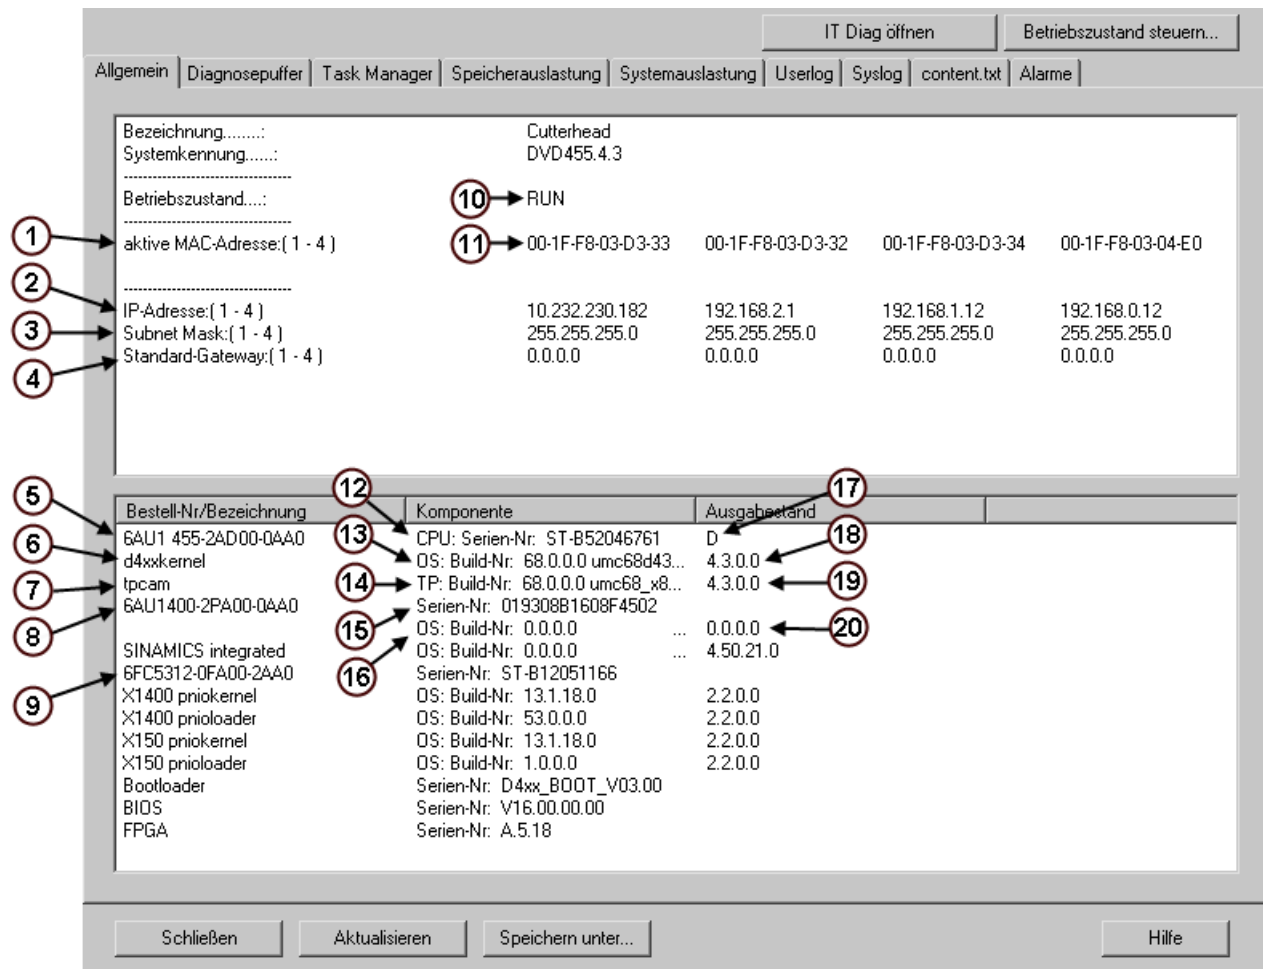 IT Diag öffnen Betriebszustand steuern...
Allgemein Diagnosepuffer Task Manager Speicherauslastung Systemauslastung Userlog Syslog content.txt Alarme
Bezeichnung........: Cutterhead
Systemkennung......: DVD455.4.3
-----------------------------------
Betriebszustand....: 10 RUN
-----------------------------------
1 aktive MAC-Adresse:( 1 - 4 ) 11 00-1F-F8-03-D3-33 00-1F-F8-03-D3-32 00-1F-F8-03-D3-34 00-1F-F8-03-04-E0
-----------------------------------
2 IP-Adresse:( 1 - 4 ) 10.232.230.182 192.168.2.1 192.168.1.12 192.168.0.12
3 Subnet Mask:( 1 - 4 ) 255.255.255.0 255.255.255.0 255.255.255.0 255.255.255.0
4 Standard-Gateway:( 1 - 4 ) 0.0.0.0 0.0.0.0 0.0.0.0 0.0.0.0
12 17
Bestell-Nr/Bezeichnung Komponente Ausgabestand
5 6AU1 455-2AD00-0AA0 CPU: Serien-Nr: ST-B52046761 D
6 d4xxkernel 13 OS: Build-Nr: 68.0.0.0 umc68d43... 4.3.0.0 18
7 tpcam 14 TP: Build-Nr: 68.0.0.0 umc68_x8... 4.3.0.0 19
8 6AU1400-2PA00-0AA0 15 Serien-Nr: 019308B1608F4502
OS: Build-Nr: 0.0.0.0 ... 0.0.0.0 20
SINAMICS integrated 16 OS: Build-Nr: 0.0.0.0 ... 4.50.21.0
9 6FC5312-0FA00-2AA0 Serien-Nr: ST-B12051166
X1400 pniokernel OS: Build-Nr: 13.1.18.0 2.2.0.0
X1400 pnioloader OS: Build-Nr: 53.0.0.0 2.2.0.0
X150 pniokernel OS: Build-Nr: 13.1.18.0 2.2.0.0
X150 pnioloader OS: Build-Nr: 1.0.0.0 2.2.0.0
Bootloader Serien-Nr: D4xx_BOOT_V03.00
BIOS Serien-Nr: V16.00.00.00
FPGA Serien-Nr: A.5.18
Schließen Aktualisieren Speichern unter... Hilfe